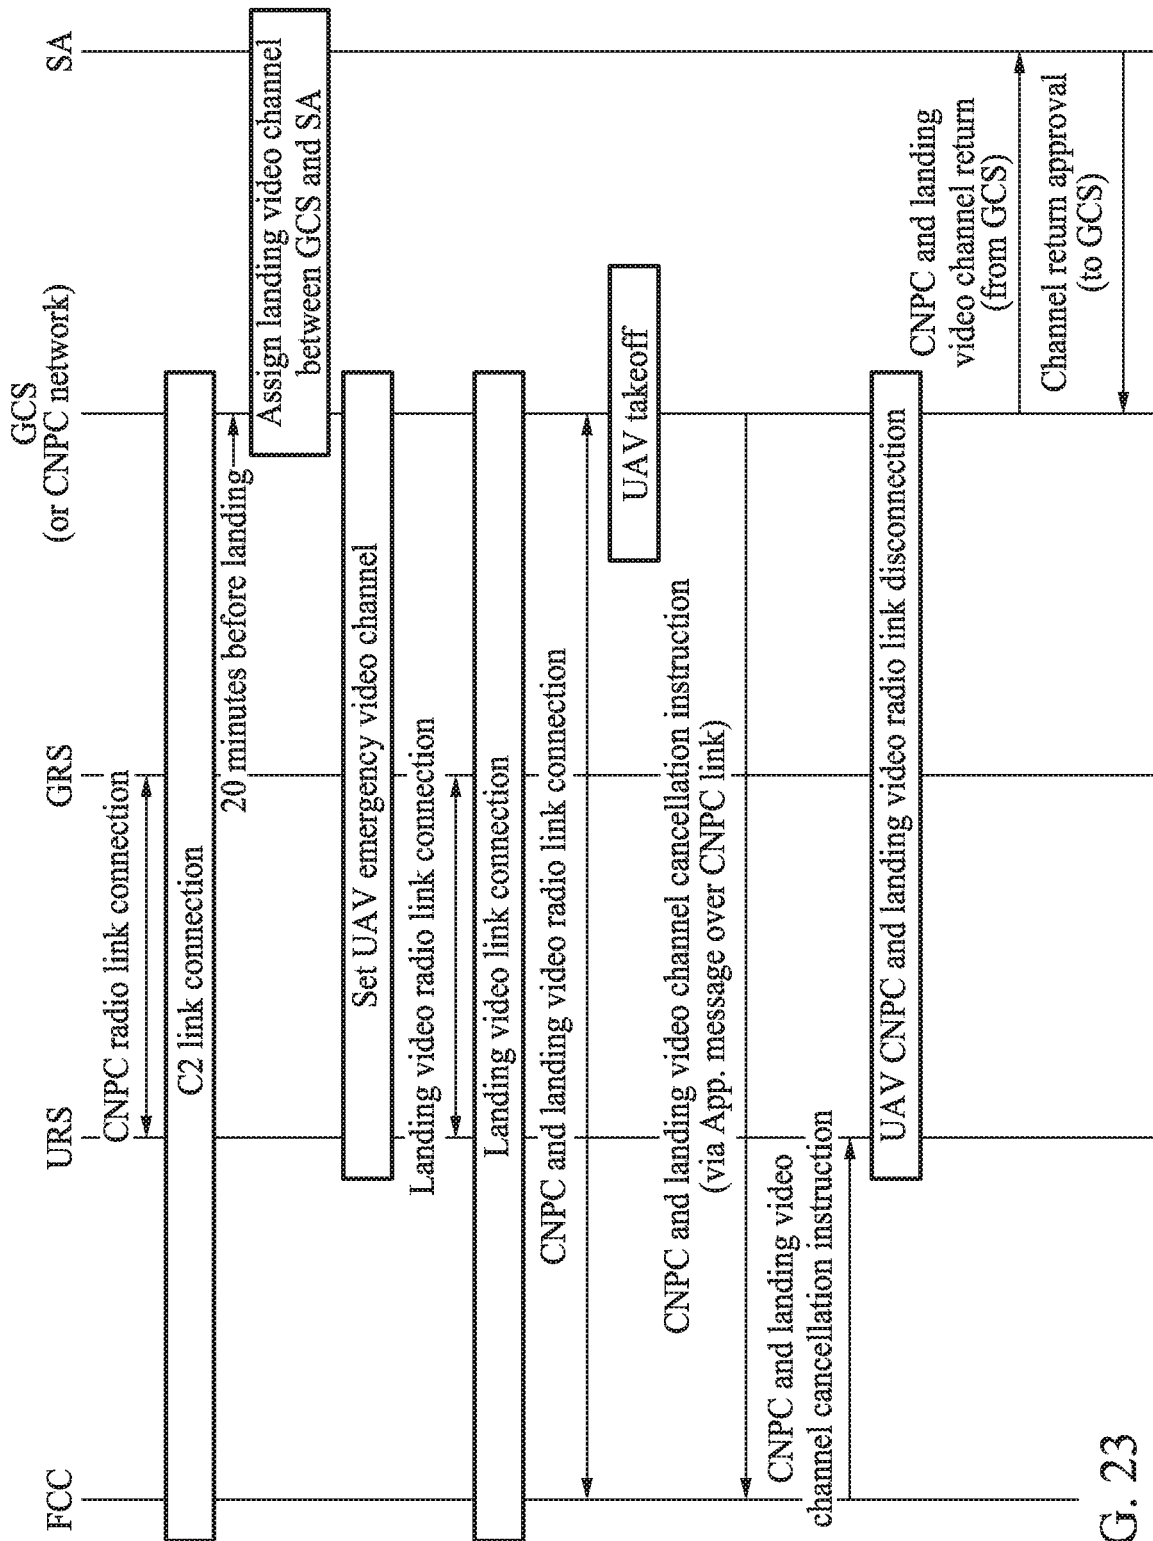 FCC
URS
GRS
GCS
(or CNPC network)
SA
CNPC radio link connection
C2 link connection
20 minutes before landing
Assign landing video channel
between GCS and SA
Set UAV emergency video channel
Landing video radio link connection
Landing video link connection
CNPC and landing video radio link connection
UAV takeoff
CNPC and landing video channel cancellation instruction
(via App. message over CNPC link)
CNPC and landing video
channel cancellation instruction
UAV CNPC and landing video radio link disconnection
CNPC and landing
video channel return
(from GCS)
Channel return approval
(to GCS)
G. 23